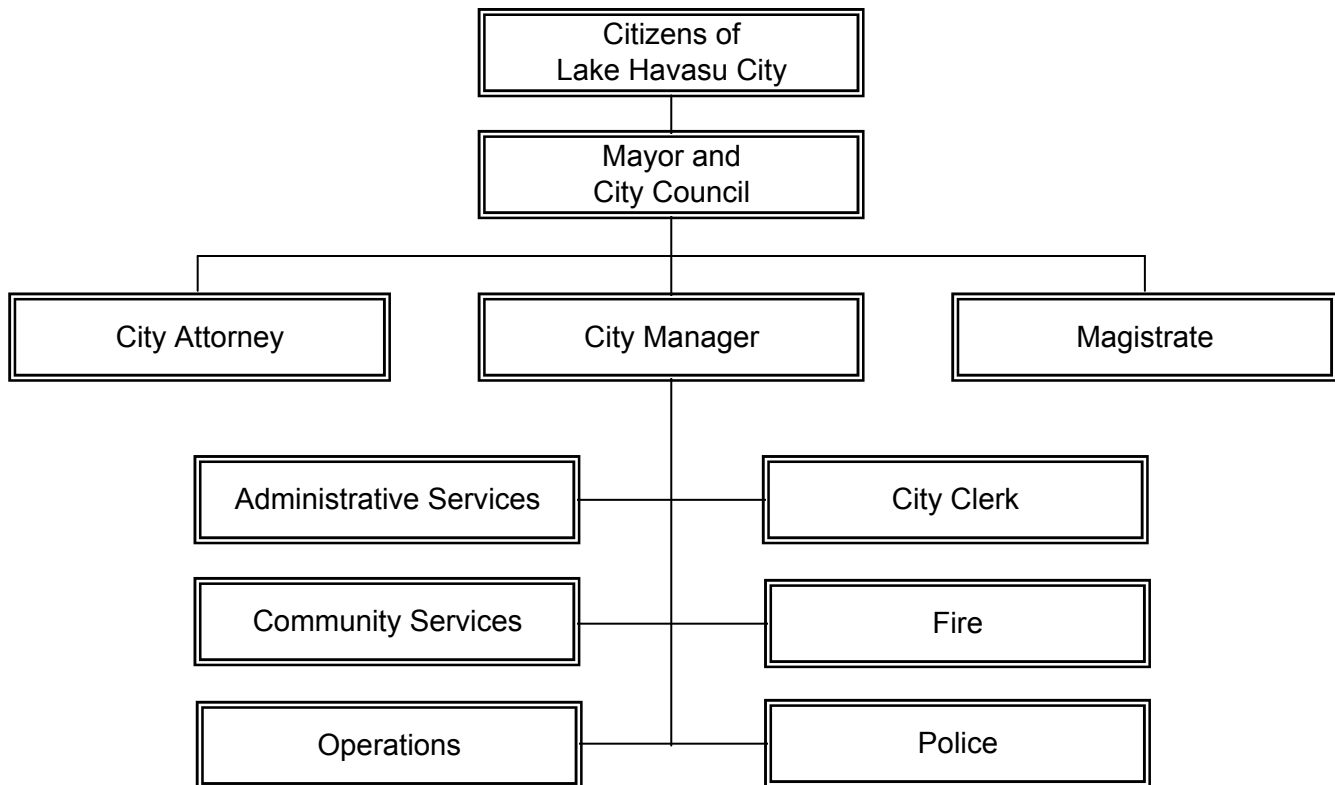 Citizens of
Lake Havasu City
Mayor and
City Council
City Attorney
City Manager
Magistrate
Administrative Services
City Clerk
Community Services
Fire
Operations
Police